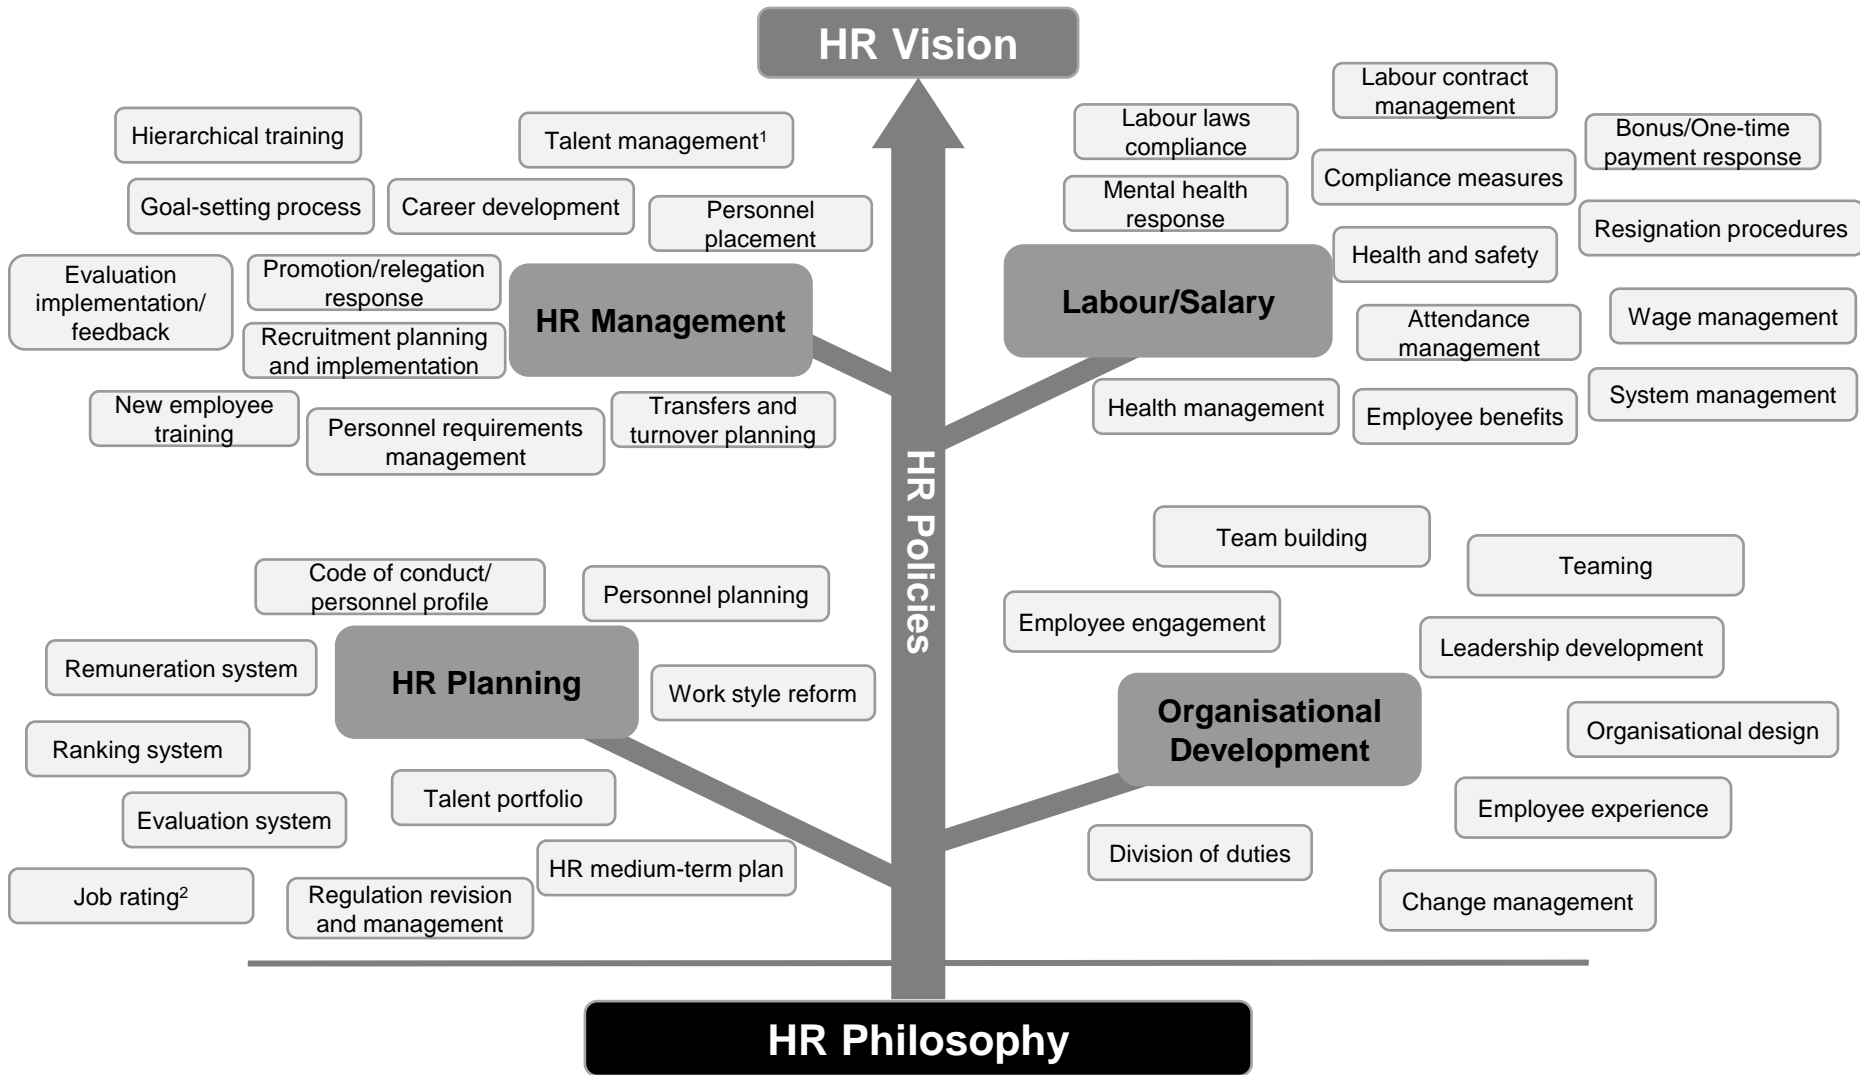 HR Vision
Hierarchical training
Talent management¹
Goal-setting process
Career development
Personnel
placement
Evaluation
implementation/
feedback
Promotion/relegation
response
HR Management
Recruitment planning
and implementation
New employee
training
Personnel requirements
management
Transfers and
turnover planning
Labour contract
management
Labour laws
compliance
Bonus/One-time
payment response
Compliance measures
Mental health
response
Resignation procedures
Health and safety
Labour/Salary
Attendance
management
Wage management
Health management
Employee benefits
System management
HR Policies
Code of conduct/
personnel profile
Personnel planning
Remuneration system
HR Planning
Work style reform
Ranking system
Talent portfolio
Evaluation system
HR medium-term plan
Job rating²
Regulation revision
and management
Team building
Teaming
Employee engagement
Leadership development
Organisational
Development
Organisational design
Employee experience
Division of duties
Change management
HR Philosophy